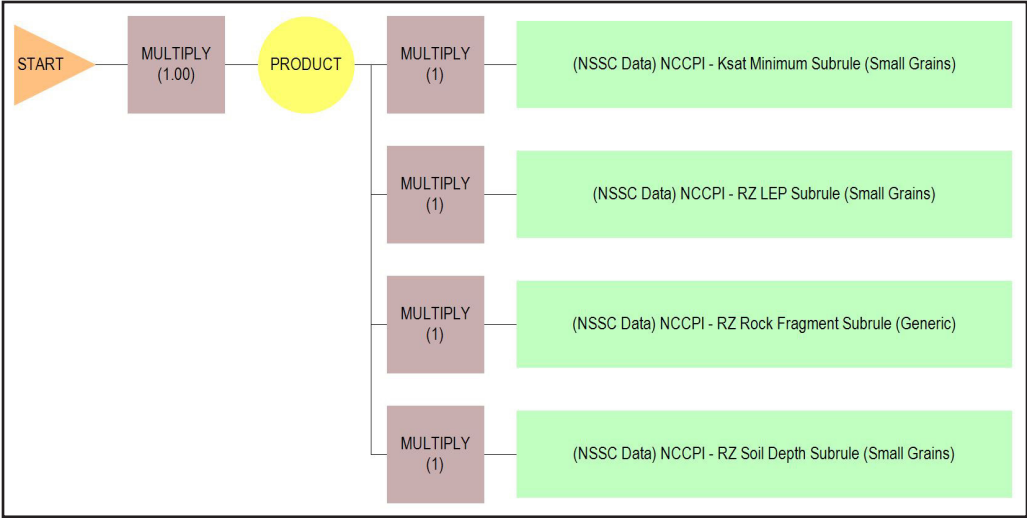 START
MULTIPLY
(1.00)
PRODUCT
MULTIPLY
(1)
(NSSC Data) NCCPI - Ksat Minimum Subrule (Small Grains)
MULTIPLY
(1)
(NSSC Data) NCCPI - RZ LEP Subrule (Small Grains)
MULTIPLY
(1)
(NSSC Data) NCCPI - RZ Rock Fragment Subrule (Generic)
MULTIPLY
(1)
(NSSC Data) NCCPI - RZ Soil Depth Subrule (Small Grains)